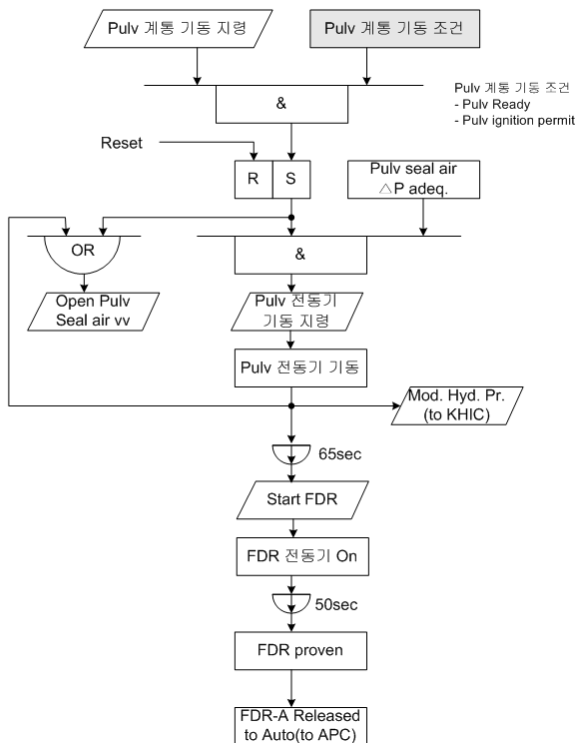 Pulv 계통 기동 지령
Pulv 계통 기동 조건
Pulv 계통 기동 조건
- Pulv Ready
- Pulv ignition permit
&
Reset
R S
Pulv seal air
△P adeq.
OR
&
Open Pulv
Seal air vv
Pulv 전동기
기동 지령
Pulv 전동기 기동
Mod. Hyd. Pr.
(to KHIC)
65sec
Start FDR
FDR 전동기 On
50sec
FDR proven
FDR-A Released
to Auto(to APC)